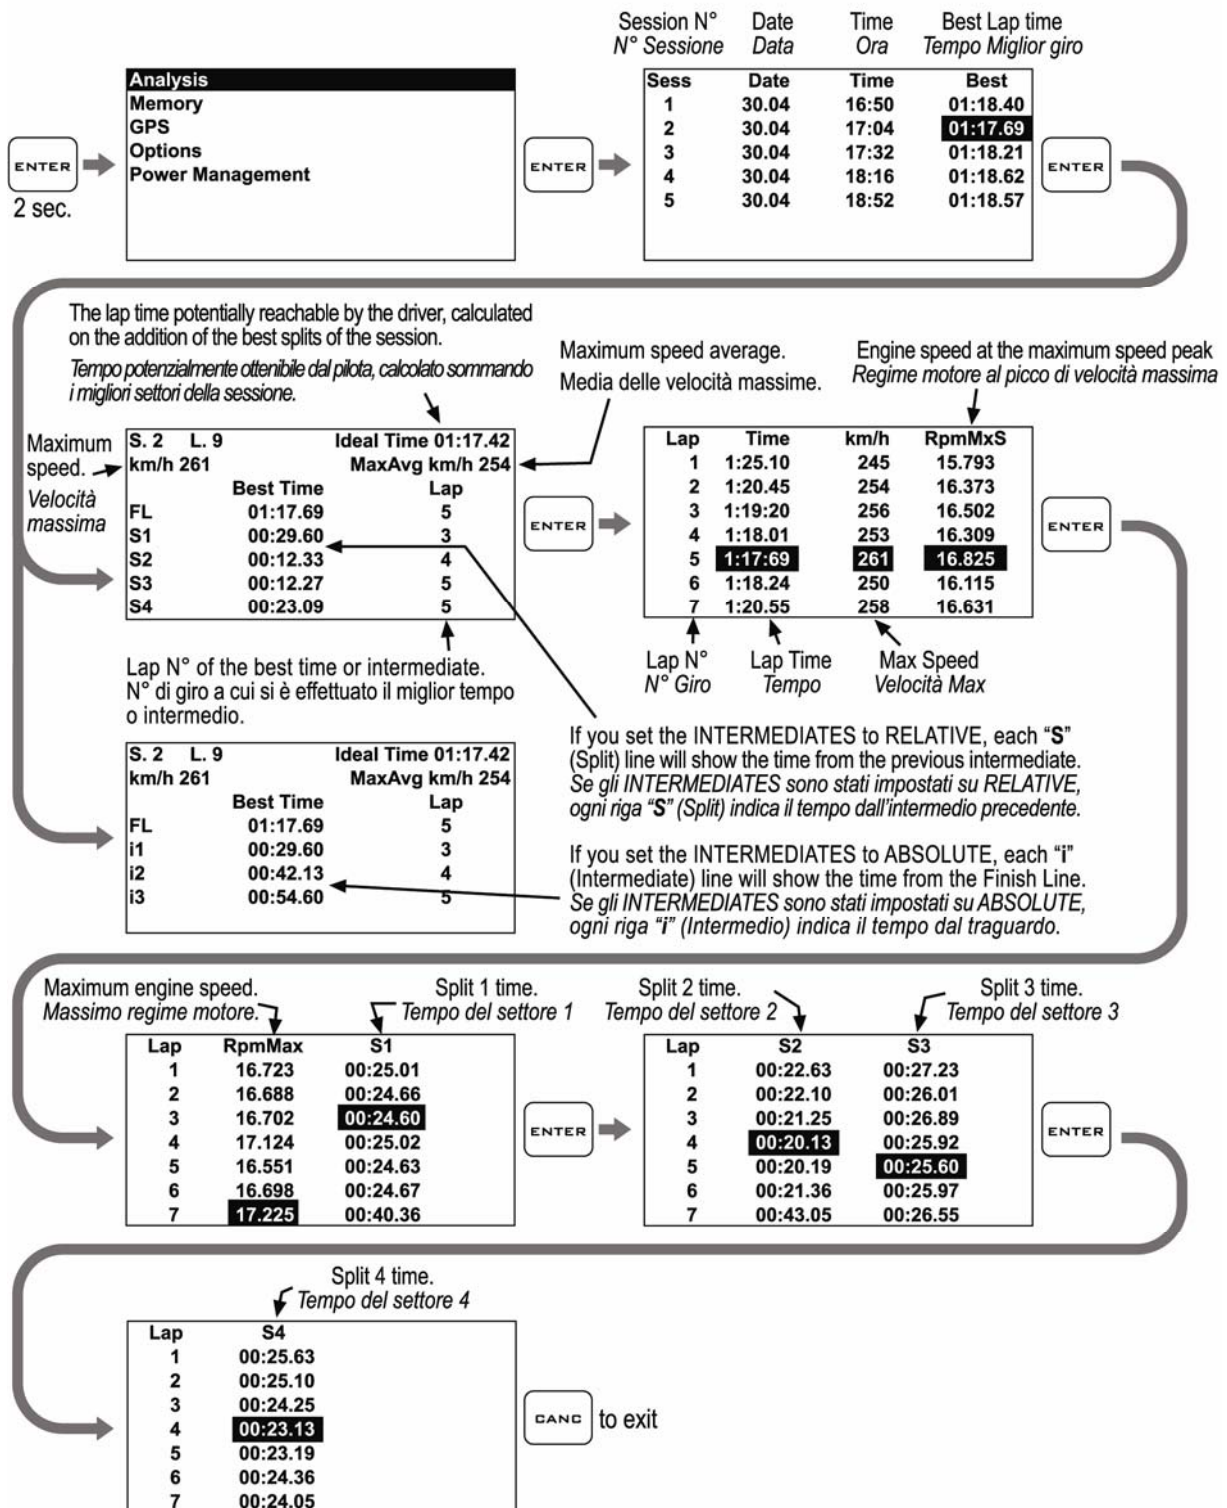 Session N° Date Time Best Lap time
N° Sessione Data Ora Tempo Miglior giro
Analysis
Memory
GPS
Options
Power Management
ENTER
2 sec.
ENTER
Sess Date Time Best
1 30.04 16:50 01:18.40
2 30.04 17:04 01:17.69
3 30.04 17:32 01:18.21
4 30.04 18:16 01:18.62
5 30.04 18:52 01:18.57
ENTER
The lap time potentially reachable by the driver, calculated
on the addition of the best splits of the session.
Tempo potenzialmente ottenibile dal pilota, calcolato sommando
i migliori settori della sessione.
Maximum speed average.
Media delle velocità massime.
Engine speed at the maximum speed peak
Regime motore al picco di velocità massima
Maximum
speed.
Velocità
massima
S. 2 L. 9 Ideal Time 01:17.42
km/h 261 MaxAvg km/h 254
Best Time Lap
FL 01:17.69 5
S1 00:29.60 3
S2 00:12.33 4
S3 00:12.27 5
S4 00:23.09 5
ENTER
Lap Time km/h RpmMxS
1 1:25.10 245 15.793
2 1:20.45 254 16.373
3 1:19:20 256 16.502
4 1:18.01 253 16.309
5 1:17:69 261 16.825
6 1:18.24 250 16.115
7 1:20.55 258 16.631
ENTER
Lap N° of the best time or intermediate.
N° di giro a cui si è effettuato il miglior tempo
o intermedio.
Lap N° Lap Time Max Speed
N° Giro Tempo Velocità Max
S. 2 L. 9 Ideal Time 01:17.42
km/h 261 MaxAvg km/h 254
Best Time Lap
FL 01:17.69 5
i1 00:29.60 3
i2 00:42.13 4
i3 00:54.60 5
If you set the INTERMEDIATES to RELATIVE, each “S”
(Split) line will show the time from the previous intermediate.
Se gli INTERMEDIATES sono stati impostati su RELATIVE,
ogni riga “S” (Split) indica il tempo dall’intermedio precedente.
If you set the INTERMEDIATES to ABSOLUTE, each “i”
(Intermediate) line will show the time from the Finish Line.
Se gli INTERMEDIATES sono stati impostati su ABSOLUTE,
ogni riga “i” (Intermedio) indica il tempo dal traguardo.
Maximum engine speed. Split 1 time.
Massimo regime motore. Tempo del settore 1
Lap RpmMax S1
1 16.723 00:25.01
2 16.688 00:24.66
3 16.702 00:24.60
4 17.124 00:25.02
5 16.551 00:24.63
6 16.698 00:24.67
7 17.225 00:40.36
ENTER
Split 2 time. Split 3 time.
Tempo del settore 2 Tempo del settore 3
Lap S2 S3
1 00:22.63 00:27.23
2 00:22.10 00:26.01
3 00:21.25 00:26.89
4 00:20.13 00:25.92
5 00:20.19 00:25.60
6 00:21.36 00:25.97
7 00:43.05 00:26.55
ENTER
Split 4 time.
Tempo del settore 4
Lap S4
1 00:25.63
2 00:25.10
3 00:24.25
4 00:23.13
5 00:23.19
6 00:24.36
7 00:24.05
CANC to exit